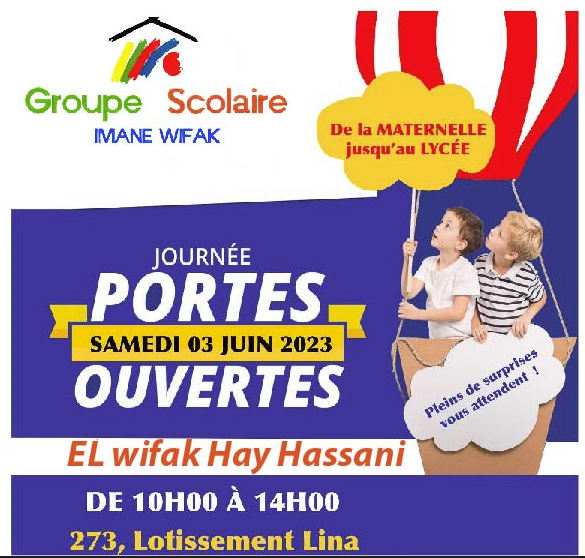 Groupe Scolaire
IMANE WIFAK
De la MATERNELLE
jusqu'au LYCÉE
JOURNÉE
PORTES
SAMEDI 03 JUIN 2023
OUVERTES
Pleins de surprises
vous attendent !
EL wifak Hay Hassani
DE 10H00 À 14H00
273, Lotissement Lina